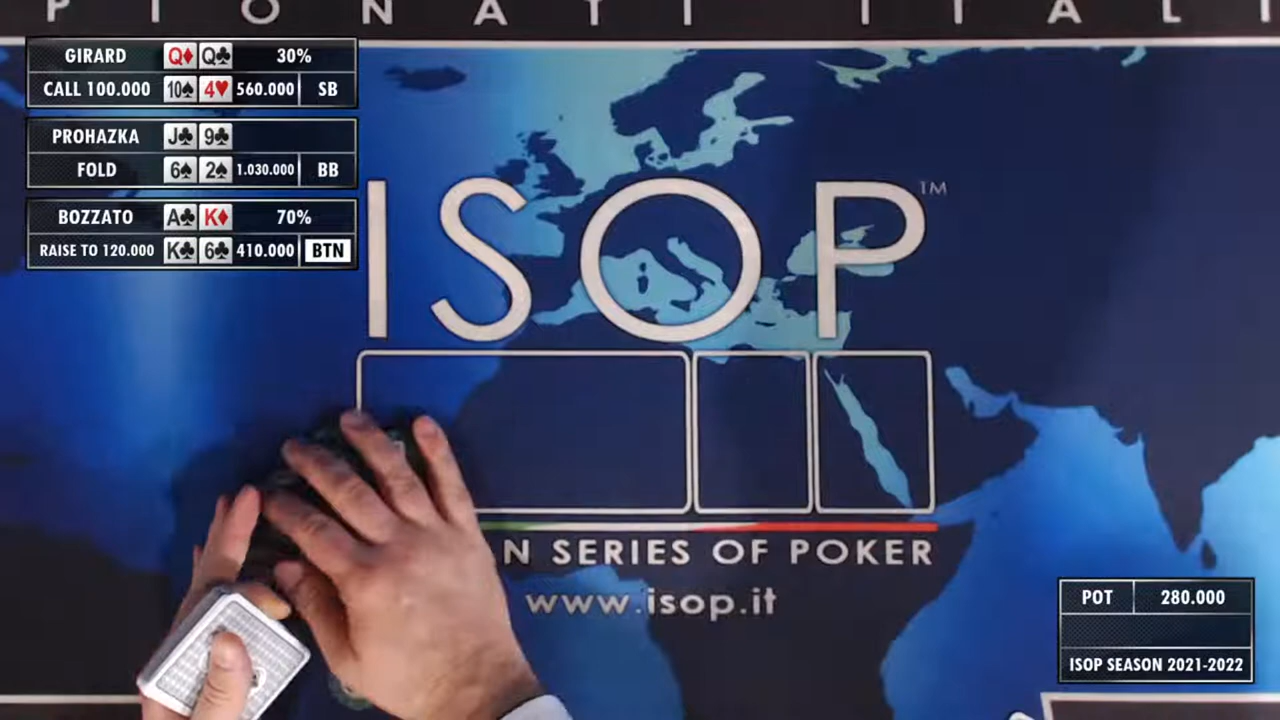 PIONATI ITALI
GIRARD Q♦ Q♣ 30%
CALL 100.000 10♠ 4♥ 560.000 SB
PROHAZKA J♣ 9♣
FOLD 6♠ 2♠ 1.030.000 BB
BOZZATO A♣ K♦ 70%
RAISE TO 120.000 K♣ 6♣ 410.000 BTN
ISOP™
N SERIES OF POKER
www.isop.it
POT 280.000
ISOP SEASON 2021-2022